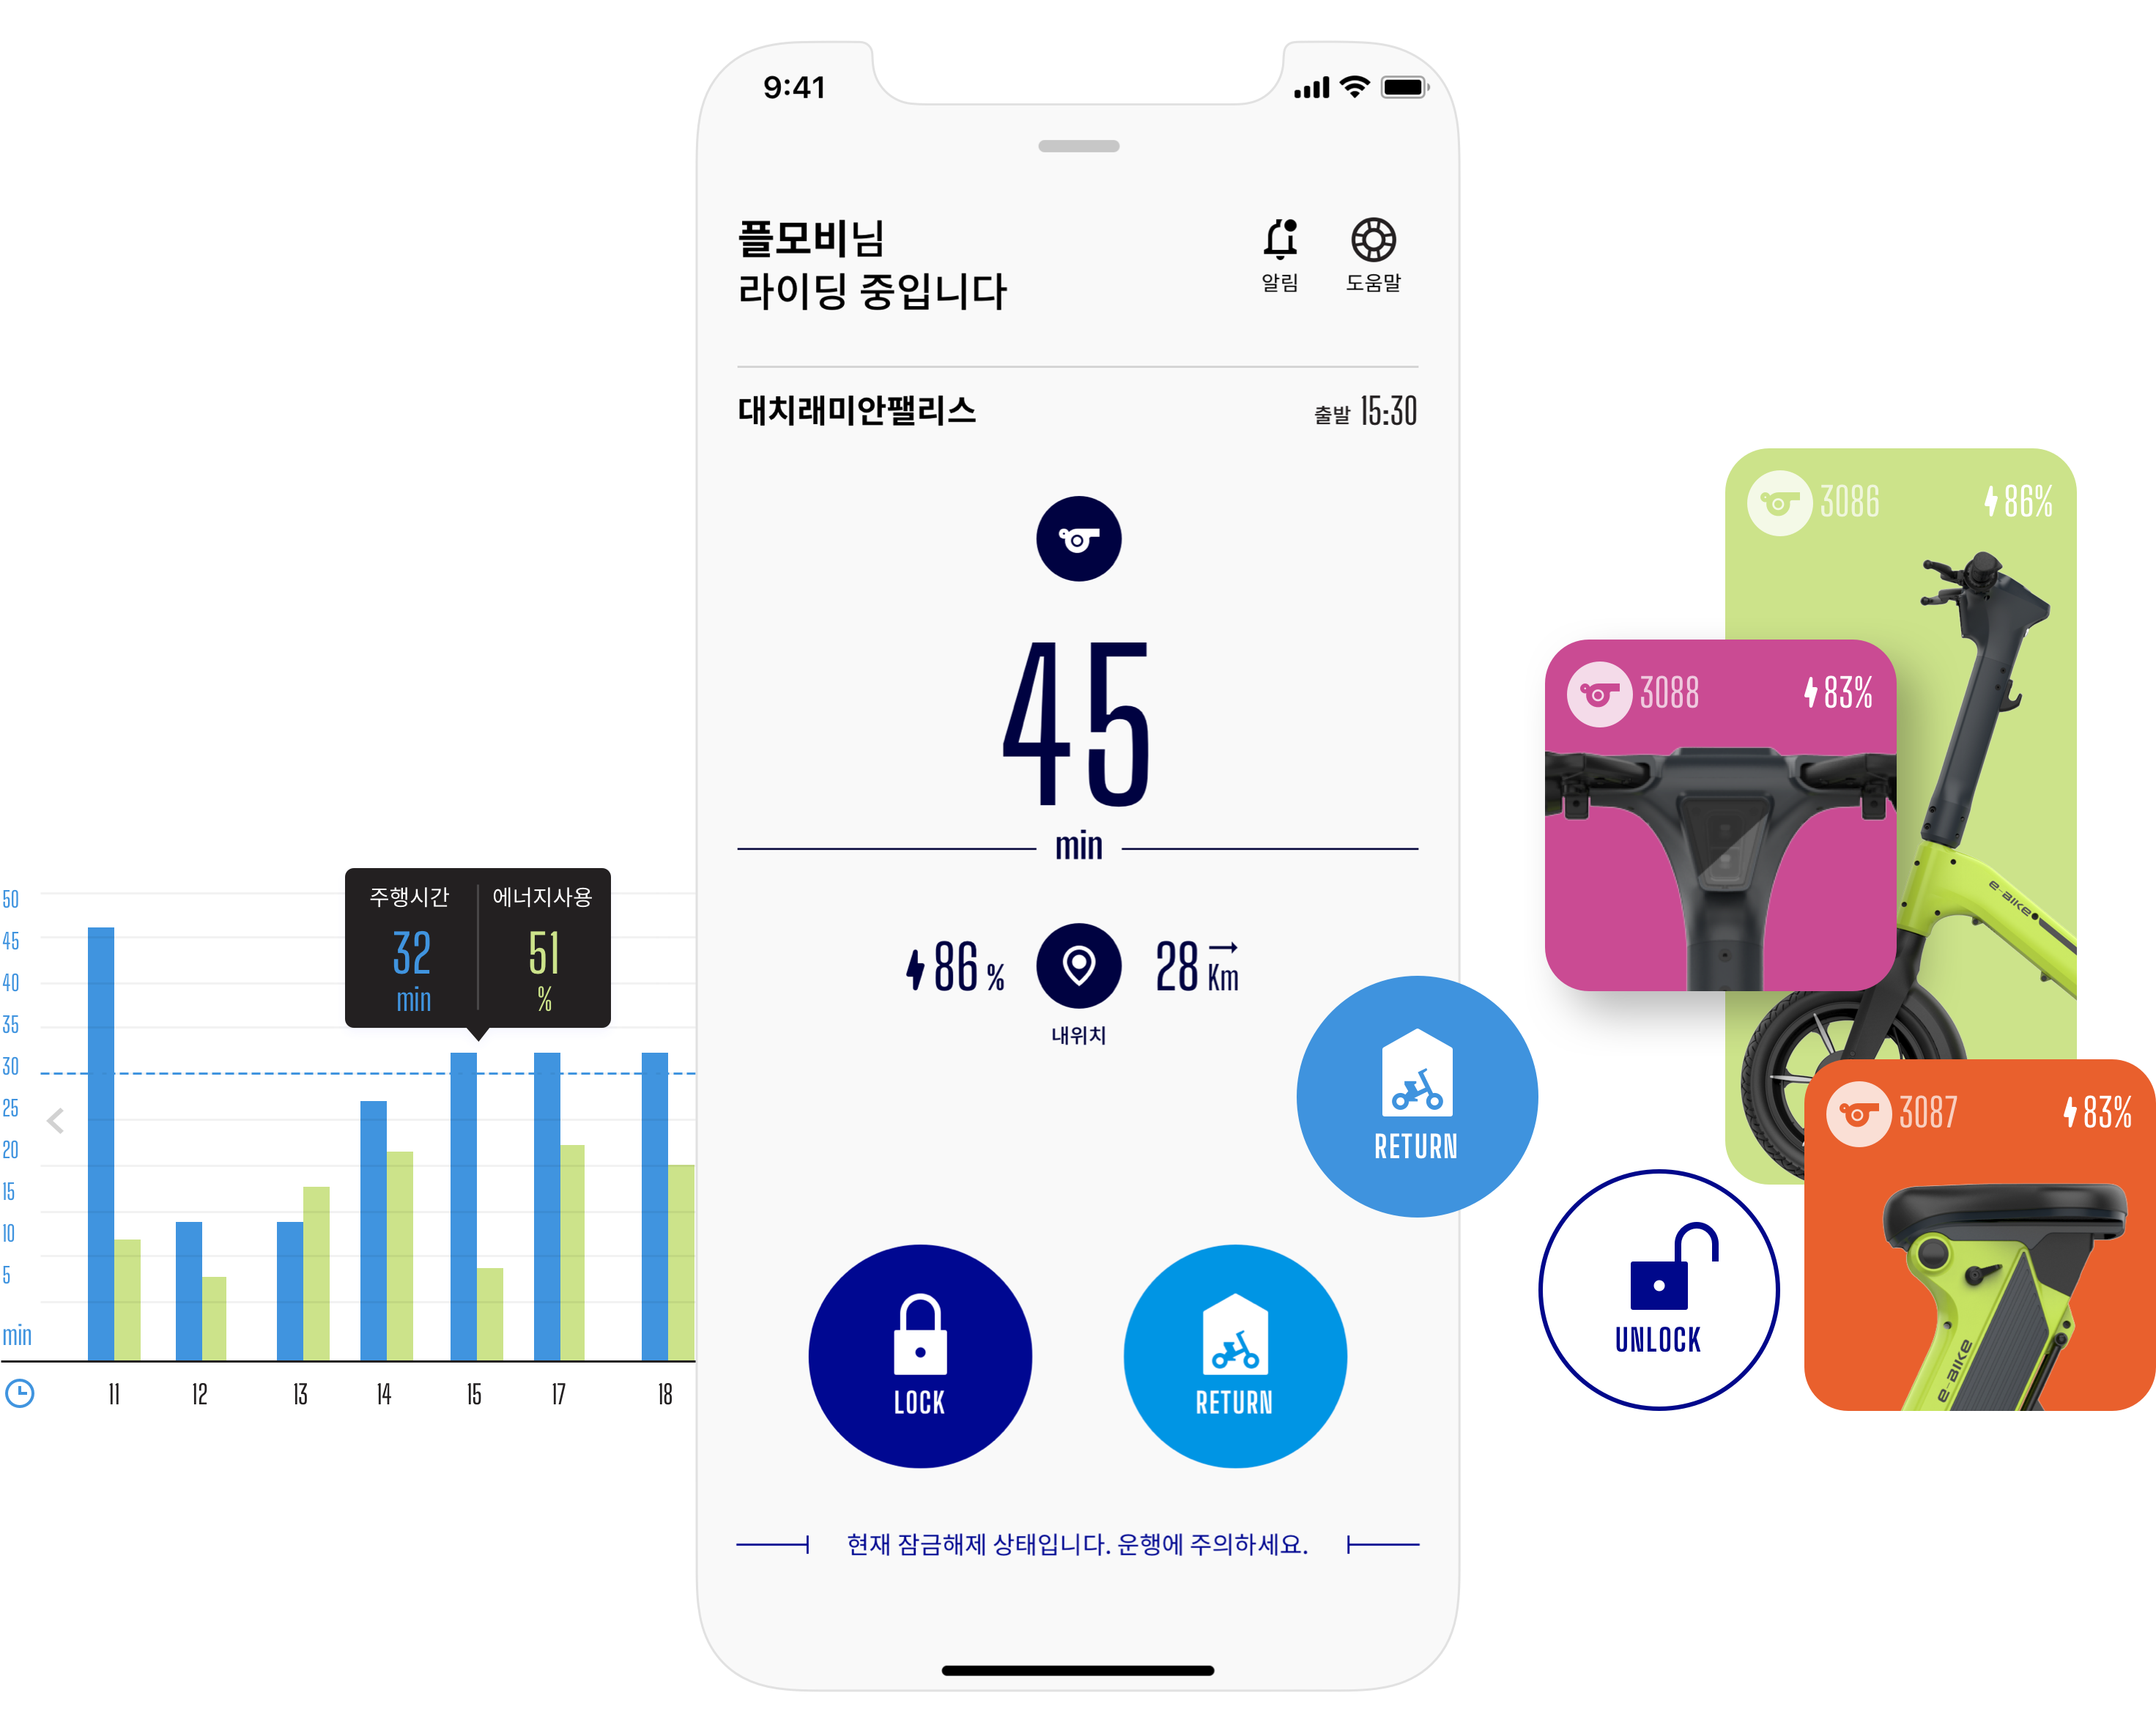 9:41
플모비님
라이딩 중입니다
알림
도움말
대치래미안팰리스
출발 15:30
45
min
86 %
28 Km
내위치
LOCK
RETURN
현재 잠금해제 상태입니다. 운행에 주의하세요.
주행시간
32
min
에너지사용
51
%
50
45
40
35
30
25
20
15
10
5
min
11
12
13
14
15
17
18
RETURN
UNLOCK
3086
86%
e-BIKE
3088
83%
3087
83%
e-BIKE